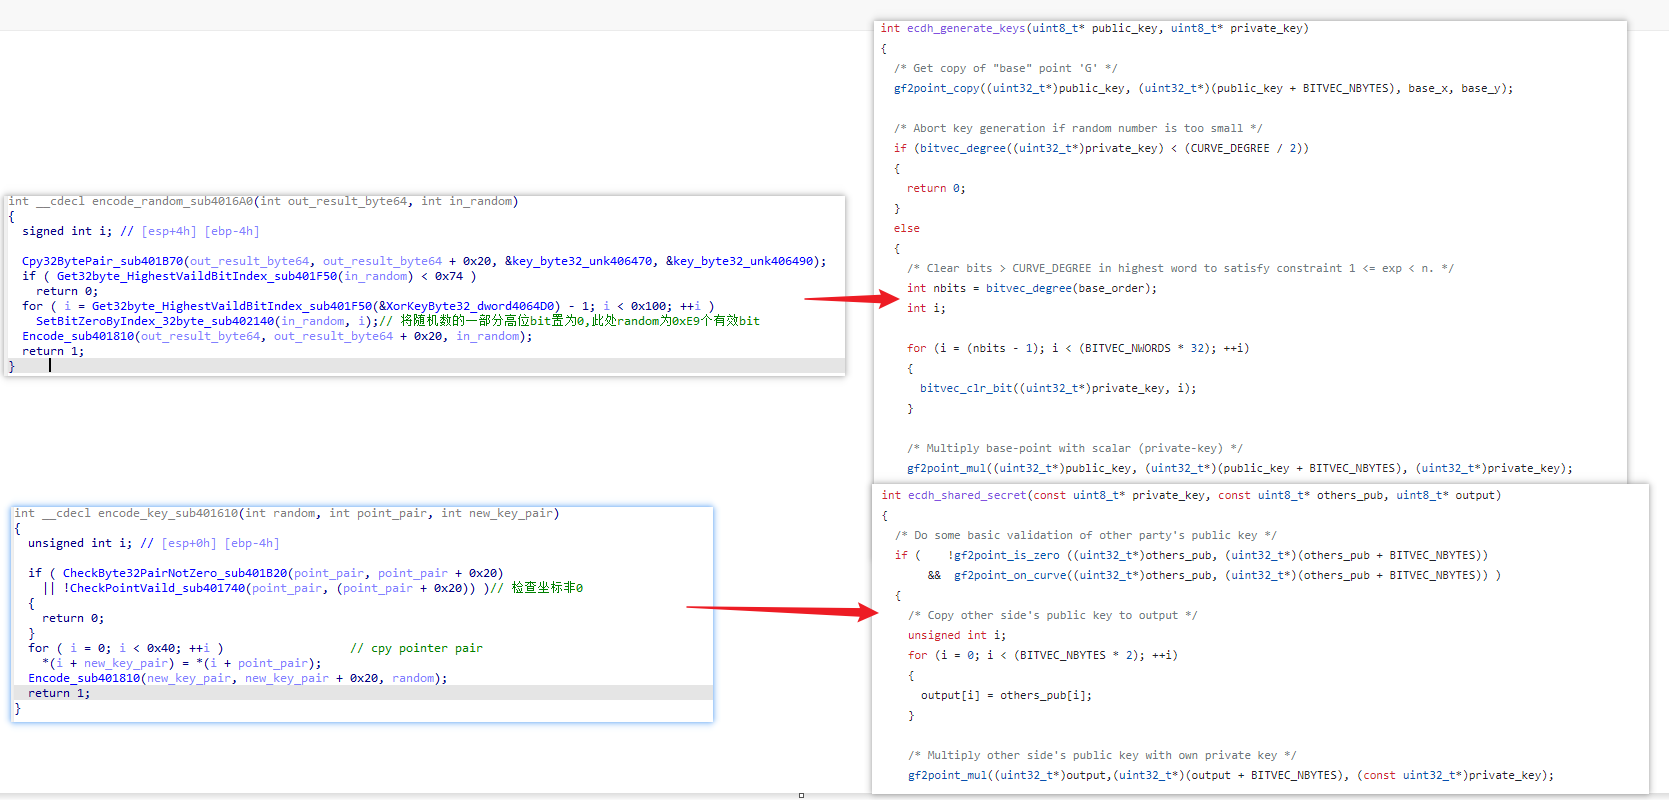 int __cdecl encode_random_sub4016A0(int out_result_byte64, int in_random)
{
  signed int i; // [esp+4h] [ebp-4h]

  Cpy32BytePair_sub401B70(out_result_byte64, out_result_byte64 + 0x20, &key_byte32_unk406470, &key_byte32_unk406490);
  if ( Get32byte_HighestVaildBitIndex_sub401F50(in_random) < 0x74 )
    return 0;
  for ( i = Get32byte_HighestVaildBitIndex_sub401F50(&XorKeyByte32_dword4064D0) - 1; i < 0x100; ++i )
    SetBitZeroByIndex_32byte_sub402140(in_random, i);// 将随机数的一部分高位bit置为0,此处random为0xE9个有效bit
  Encode_sub401810(out_result_byte64, out_result_byte64 + 0x20, in_random);
  return 1;
}
int __cdecl encode_key_sub401610(int random, int point_pair, int new_key_pair)
{
  unsigned int i; // [esp+0h] [ebp-4h]

  if ( CheckByte32PairNotZero_sub401B20(point_pair, point_pair + 0x20)
    || !CheckPointVaild_sub401740(point_pair, (point_pair + 0x20)) )// 检查坐标非0
  {
    return 0;
  }
  for ( i = 0; i < 0x40; ++i )                // cpy pointer pair
    *(i + new_key_pair) = *(i + point_pair);
  Encode_sub401810(new_key_pair, new_key_pair + 0x20, random);
  return 1;
}
int ecdh_generate_keys(uint8_t* public_key, uint8_t* private_key)
{
  /* Get copy of "base" point 'G' */
  gf2point_copy((uint32_t*)public_key, (uint32_t*)(public_key + BITVEC_NBYTES), base_x, base_y);

  /* Abort key generation if random number is too small */
  if (bitvec_degree((uint32_t*)private_key) < (CURVE_DEGREE / 2))
  {
    return 0;
  }
  else
  {
    /* Clear bits > CURVE_DEGREE in highest word to satisfy constraint 1 <= exp < n. */
    int nbits = bitvec_degree(base_order);
    int i;

    for (i = (nbits - 1); i < (BITVEC_NWORDS * 32); ++i)
    {
      bitvec_clr_bit((uint32_t*)private_key, i);
    }

    /* Multiply base-point with scalar (private-key) */
    gf2point_mul((uint32_t*)public_key, (uint32_t*)(public_key + BITVEC_NBYTES), (uint32_t*)private_key);
int ecdh_shared_secret(const uint8_t* private_key, const uint8_t* others_pub, uint8_t* output)
{
  /* Do some basic validation of other party's public key */
  if (    !gf2point_is_zero ((uint32_t*)others_pub, (uint32_t*)(others_pub + BITVEC_NBYTES))
       &&  gf2point_on_curve((uint32_t*)others_pub, (uint32_t*)(others_pub + BITVEC_NBYTES)) )
  {
    /* Copy other side's public key to output */
    unsigned int i;
    for (i = 0; i < (BITVEC_NBYTES * 2); ++i)
    {
      output[i] = others_pub[i];
    }

    /* Multiply other side's public key with own private key */
    gf2point_mul((uint32_t*)output,(uint32_t*)(output + BITVEC_NBYTES), (const uint32_t*)private_key);